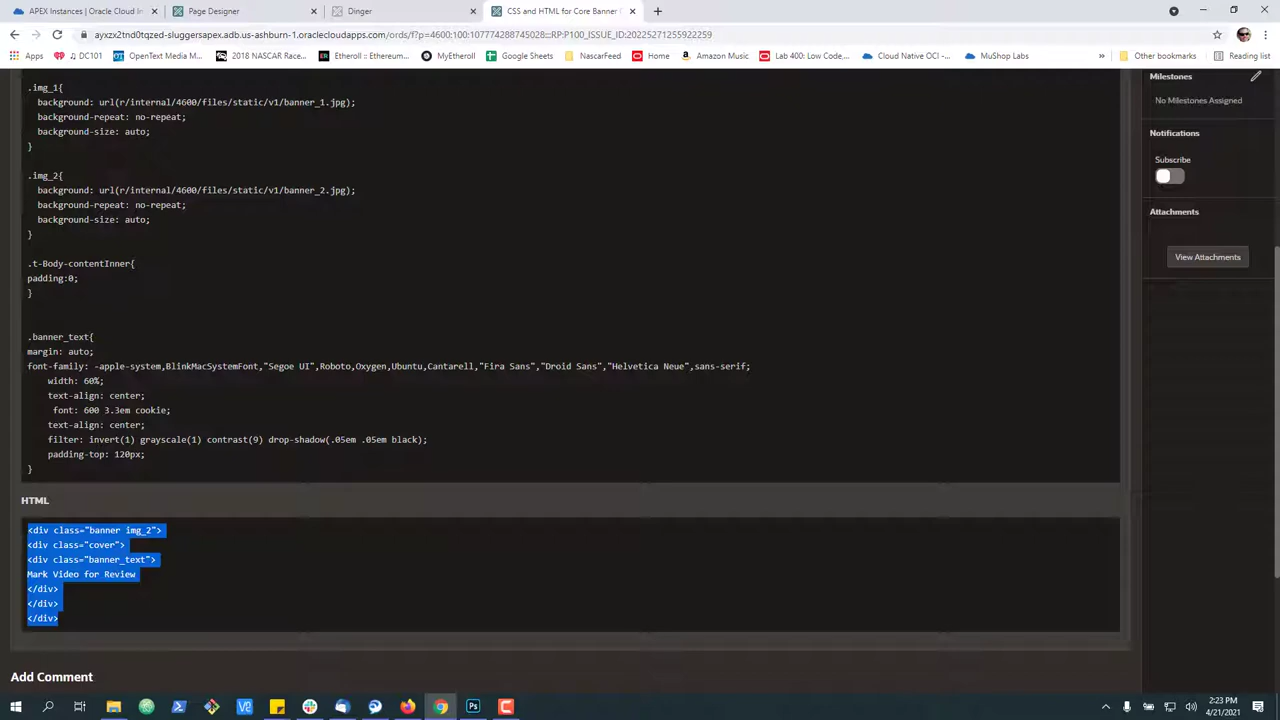 APEX Instances | Oracle Cloud In
Page Designer
Dinger
CSS and HTML for Core Banner
ayzx2tnd0tqzed-sluggersapex.adb.us-ashburn-1.oraclecloudapps.com/ords/f?p=4600:100:107774288745028:::RP:P100_ISSUE_ID:20225271255922259
Apps
DC101
OpenText Media M...
2018 NASCAR Race...
Etheroll :: Ethereum...
MyEtheroll
Google Sheets
NascarFeed
Home
Amazon Music
Lab 400: Low Code,...
Cloud Native OCI -...
MuShop Labs
Other bookmarks
Reading list
.img_1{
background: url(r/internal/4600/files/static/v1/banner_1.jpg);
background-repeat: no-repeat;
background-size: auto;
}
.img_2{
background: url(r/internal/4600/files/static/v1/banner_2.jpg);
background-repeat: no-repeat;
background-size: auto;
}
.t-Body-contentInner{
padding:0;
}
.banner_text{
margin: auto;
font-family: -apple-system,BlinkMacSystemFont,"Segoe UI",Roboto,Oxygen,Ubuntu,Cantarell,"Fira Sans","Droid Sans","Helvetica Neue",sans-serif;
width: 60%;
text-align: center;
font: 600 3.3em cookie;
text-align: center;
filter: invert(1) grayscale(1) contrast(9) drop-shadow(.05em .05em black);
padding-top: 120px;
}
HTML
<div class="banner img_2">
<div class="cover">
<div class="banner_text">
Mark Video for Review
</div>
</div>
</div>
Add Comment
Milestones
No Milestones Assigned
Notifications
Subscribe
Attachments
View Attachments
2:23 PM
4/21/2021